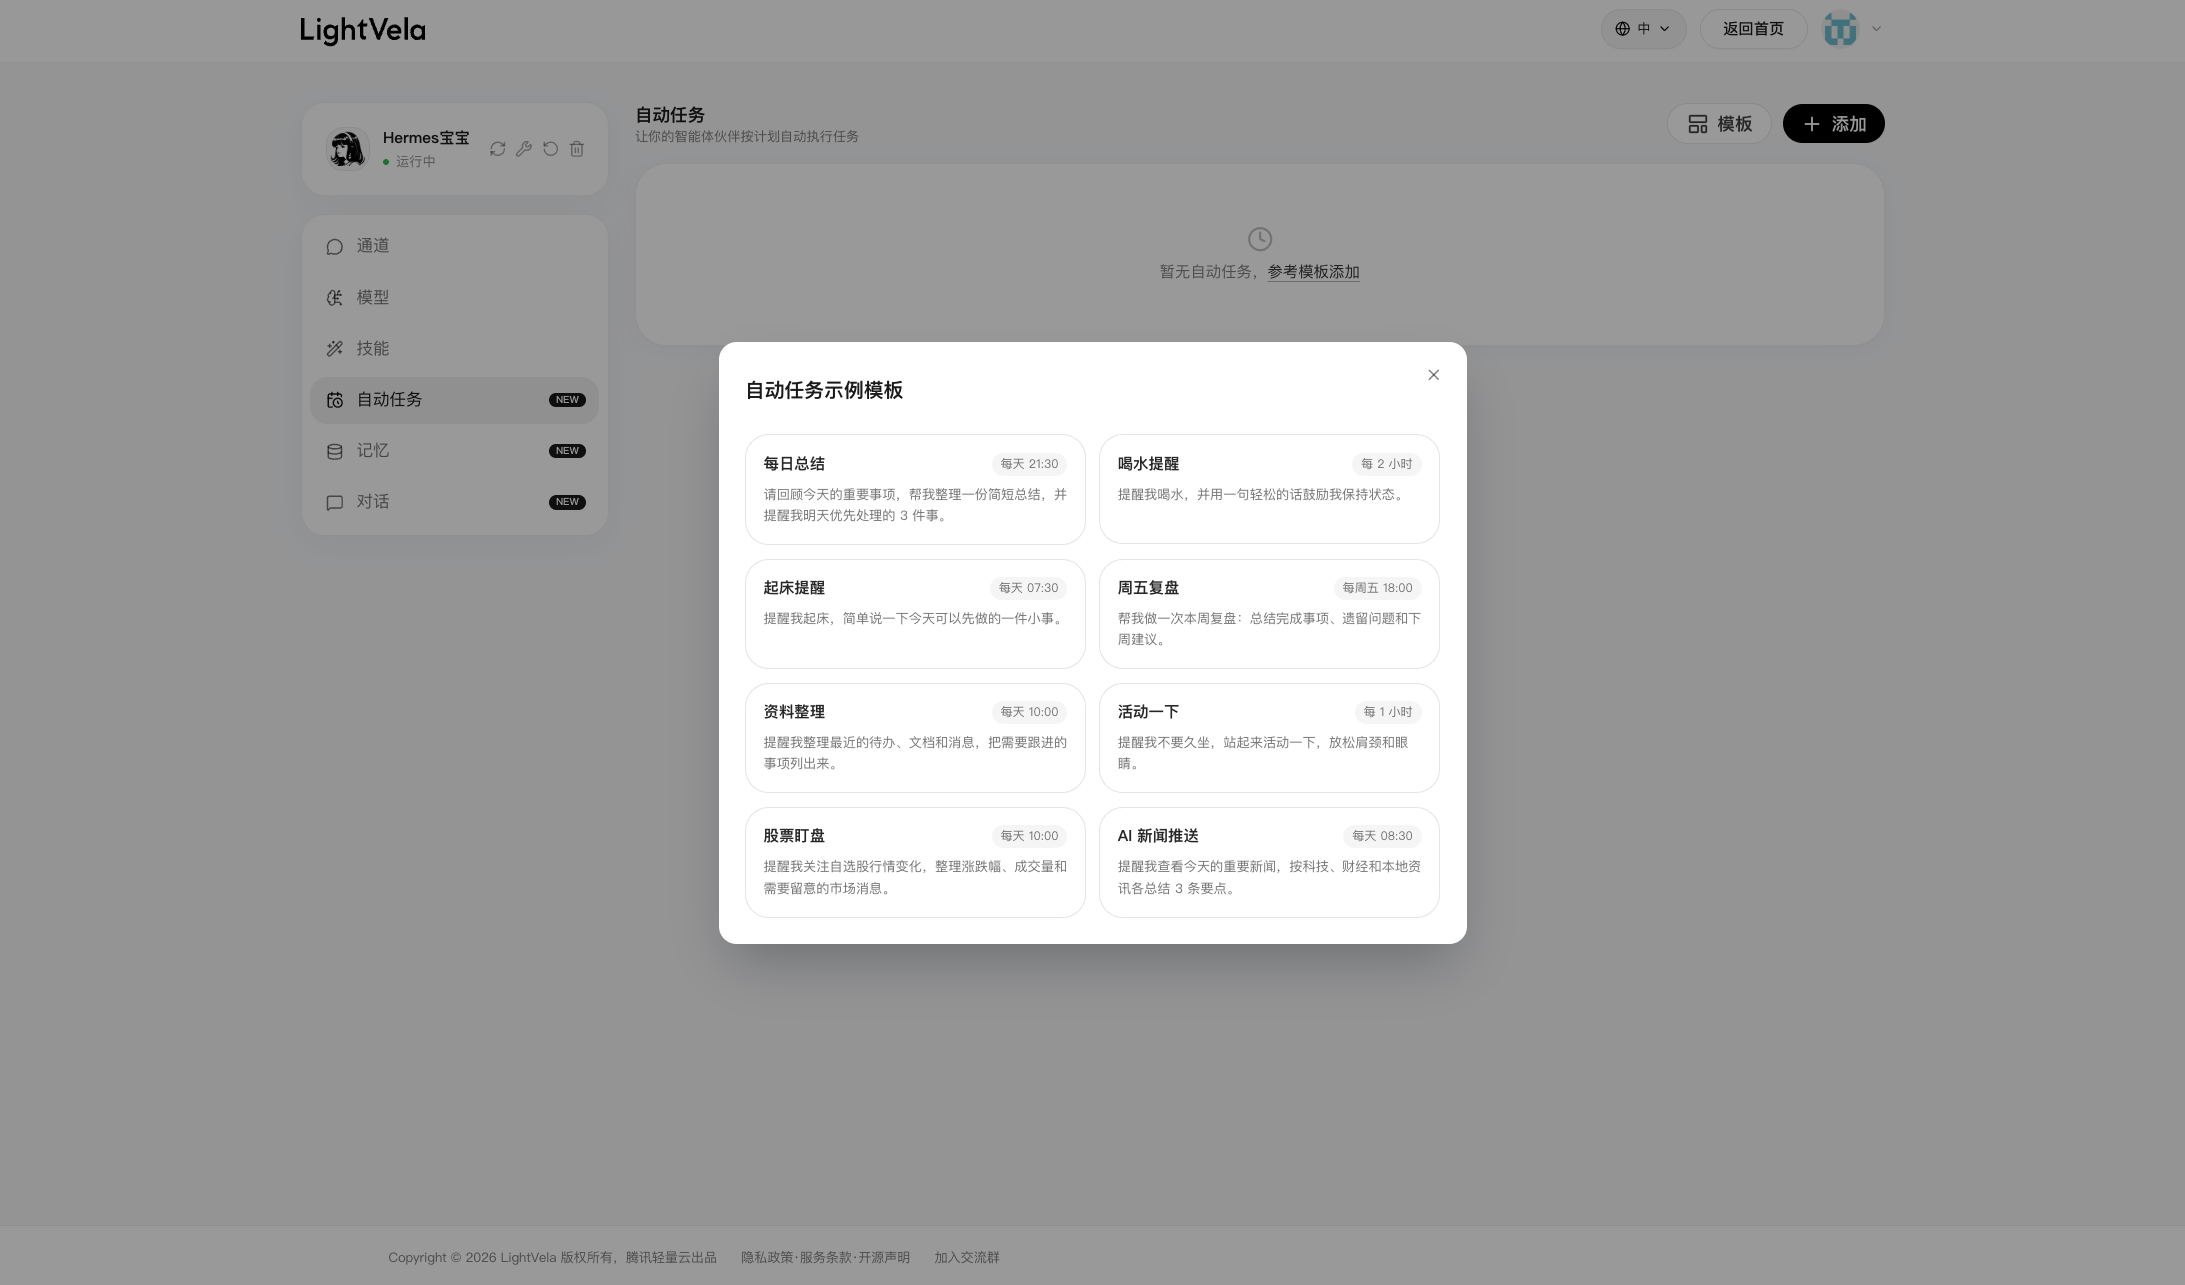 LightVela
中
返回首页
Hermes宝宝
运行中
通道
模型
技能
自动任务
NEW
记忆
NEW
对话
NEW
自动任务
让你的智能体伙伴按计划自动执行任务
模板
添加
暂无自动任务，参考模板添加
自动任务示例模板
每日总结
每天 21:30
请回顾今天的重要事项，帮我整理一份简短总结，并
提醒我明天优先处理的 3 件事。
喝水提醒
每 2 小时
提醒我喝水，并用一句轻松的话鼓励我保持状态。
起床提醒
每天 07:30
提醒我起床，简单说一下今天可以先做的一件小事。
周五复盘
每周五 18:00
帮我做一次本周复盘：总结完成事项、遗留问题和下
周建议。
资料整理
每天 10:00
提醒我整理最近的待办、文档和消息，把需要跟进的
事项列出来。
活动一下
每 1 小时
提醒我不要久坐，站起来活动一下，放松肩颈和眼
睛。
股票盯盘
每天 10:00
提醒我关注自选股行情变化，整理涨跌幅、成交量和
需要留意的市场消息。
AI 新闻推送
每天 08:30
提醒我查看今天的重要新闻，按科技、财经和本地资
讯各总结 3 条要点。
Copyright © 2026 LightVela 版权所有，腾讯轻量云出品
隐私政策·服务条款·开源声明
加入交流群